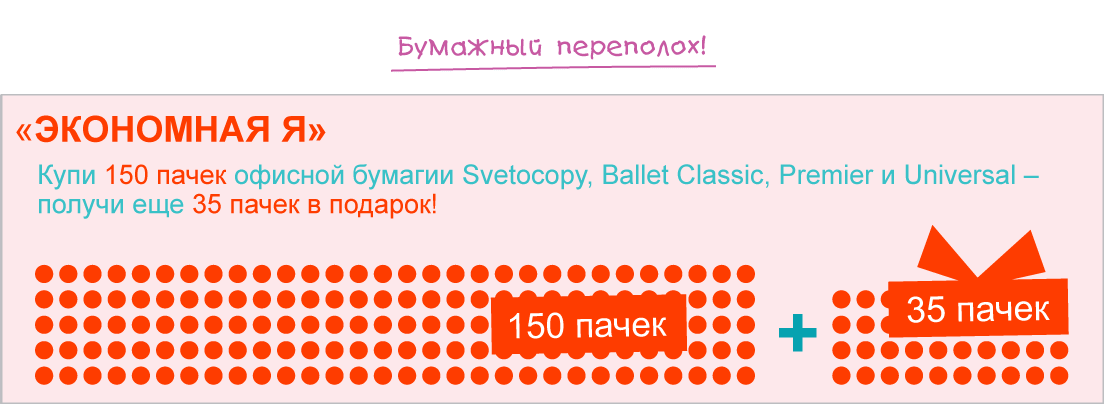 Бумажный переполох!
«ЭКОНОМНАЯ Я»
Купи 150 пачек офисной бумагии Svetocopy, Ballet Classic, Premier и Universal –
получи еще 35 пачек в подарок!
150 пачек
35 пачек